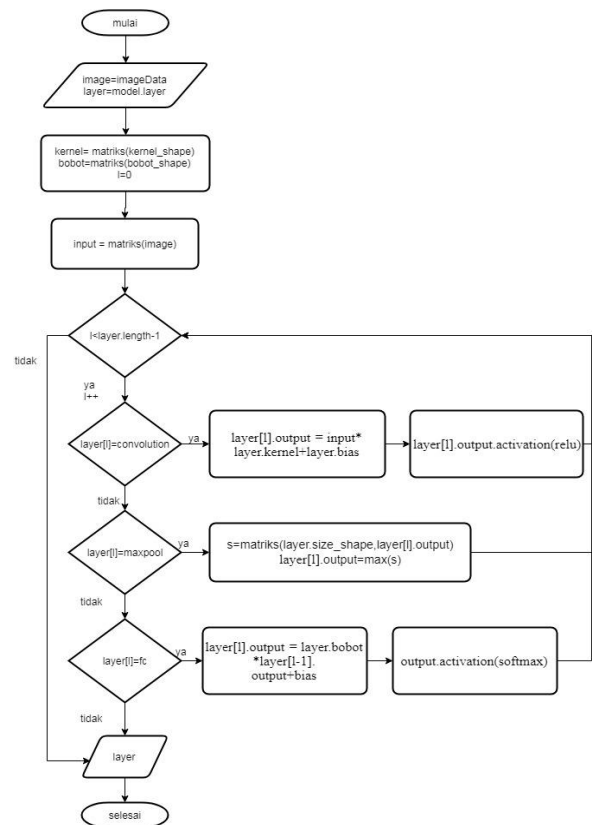 mulai
image=imageData
layer=model.layer
kernel= matriks(kernel_shape)
bobot=matriks(bobot_shape)
l=0
input = matriks(image)
l<layer.length-1
tidak
ya
l++
layer[l]=convolution
ya
layer[l].output = input*
layer.kernel+layer.bias
layer[l].output.activation(relu)
tidak
layer[l]=maxpool
ya
s=matriks(layer.size_shape,layer[l].output)
layer[l].output=max(s)
tidak
layer[l]=fc
ya
layer[l].output = layer.bobot
*layer[l-1].
output+bias
output.activation(softmax)
tidak
layer
selesai